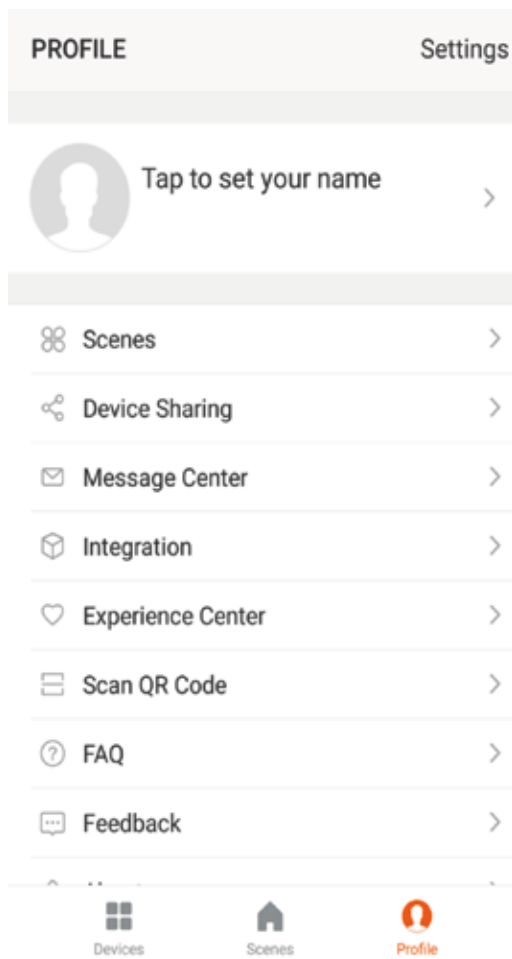 PROFILE Settings
Tap to set your name
Scenes
Device Sharing
Message Center
Integration
Experience Center
Scan QR Code
FAQ
Feedback
Devices Scenes Profile